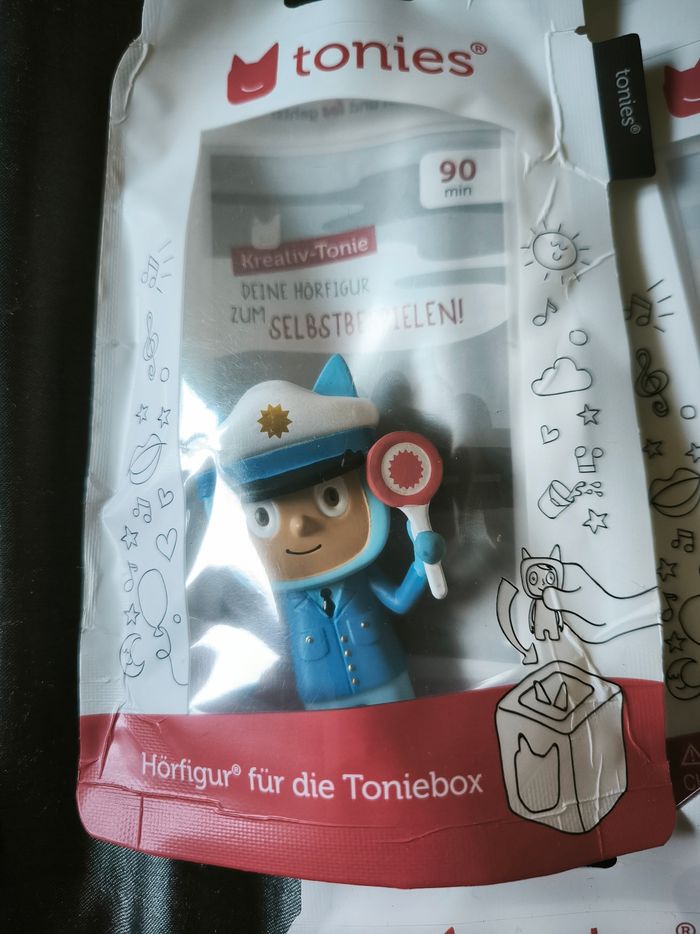 tonies®
tonies®
90
min
Kreativ-Tonie
DEINE HÖRFIGUR
ZUM SELBSTBESPIELEN!
Hörfigur® für die Toniebox